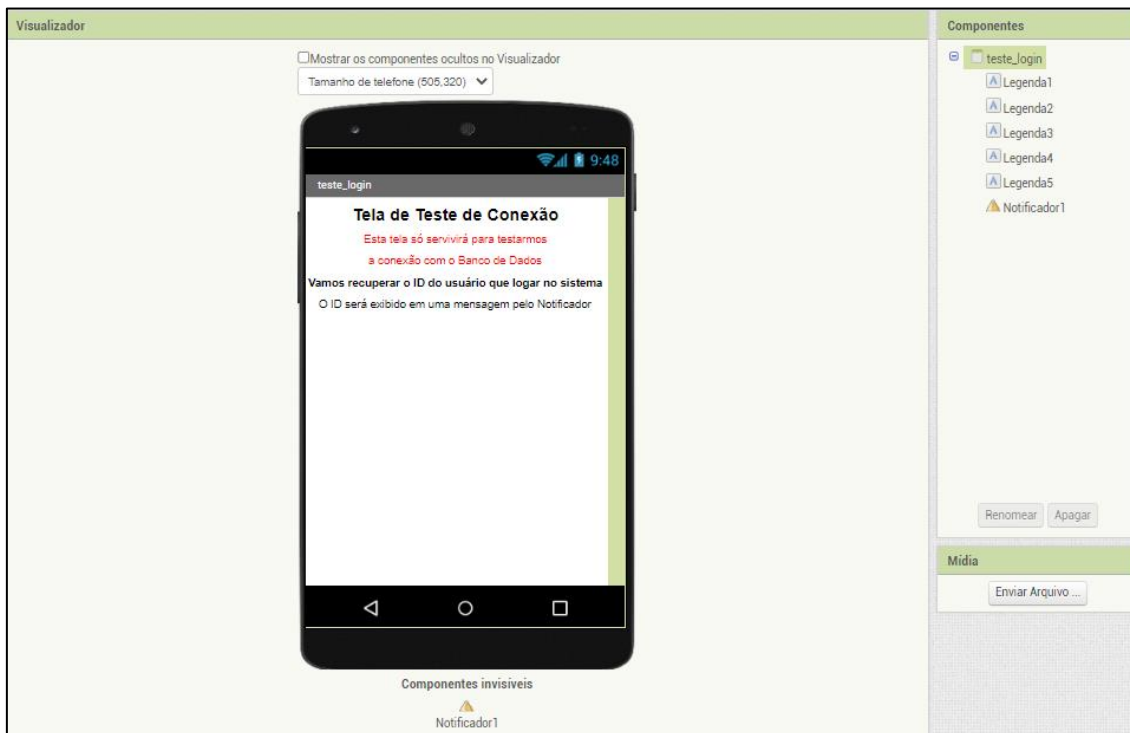 Visualizador
Mostrar os componentes ocultos no Visualizador
Tamanho de telefone (505,320)
9:48
teste_login
Tela de Teste de Conexão
Esta tela só servivirá para testarmos
a conexão com o Banco de Dados
Vamos recuperar o ID do usuário que logar no sistema
O ID será exibido em uma mensagem pelo Notificador
Componentes invisíveis
Notificador1
Componentes
teste_login
A Legenda1
A Legenda2
A Legenda3
A Legenda4
A Legenda5
Notificador1
Renomear Apagar
Mídia
Enviar Arquivo ...